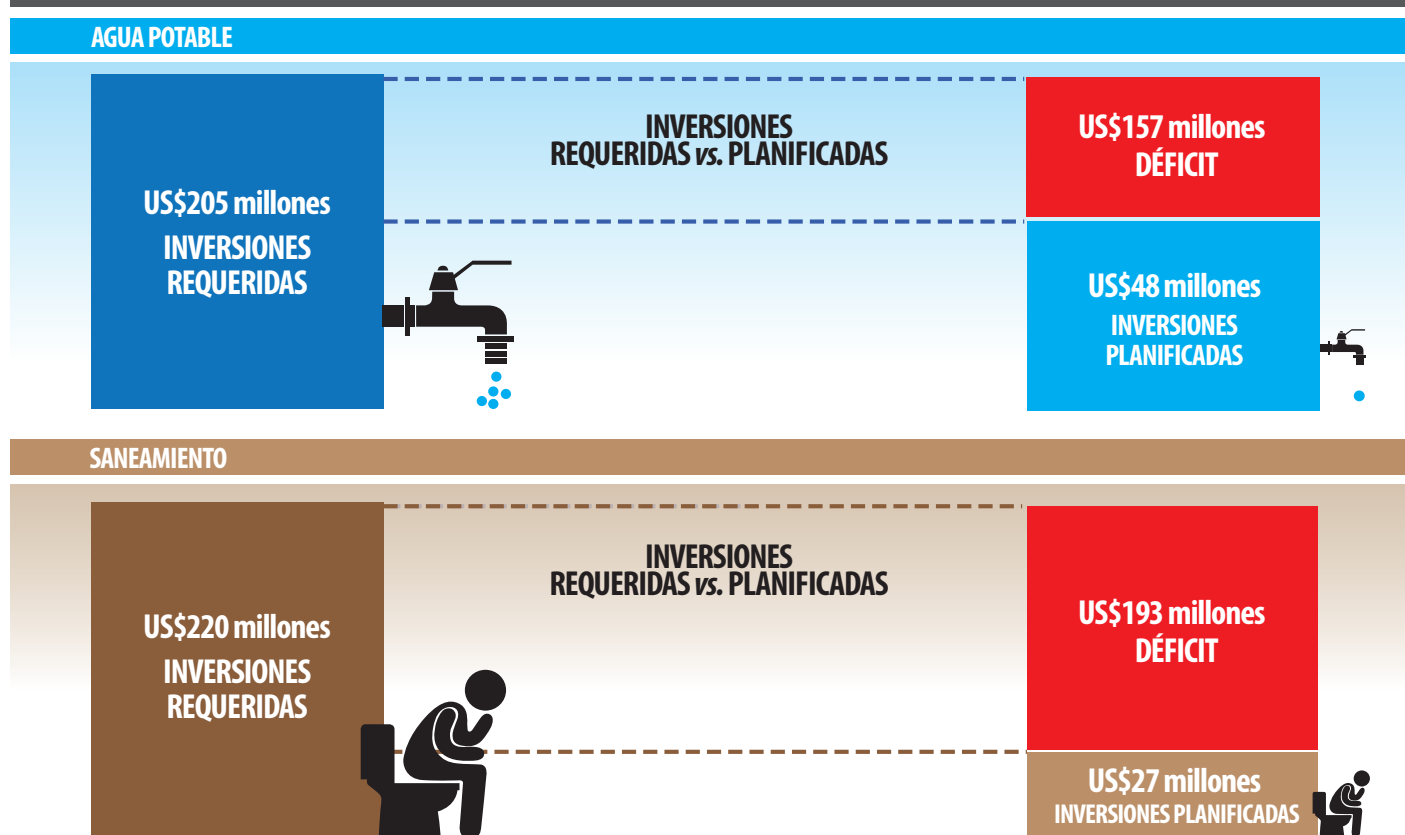 AGUA POTABLE
US$205 millones
INVERSIONES
REQUERIDAS
INVERSIONES
REQUERIDAS vs. PLANIFICADAS
US$157 millones
DÉFICIT
US$48 millones
INVERSIONES
PLANIFICADAS
SANEAMIENTO
US$220 millones
INVERSIONES
REQUERIDAS
INVERSIONES
REQUERIDAS vs. PLANIFICADAS
US$193 millones
DÉFICIT
US$27 millones
INVERSIONES PLANIFICADAS